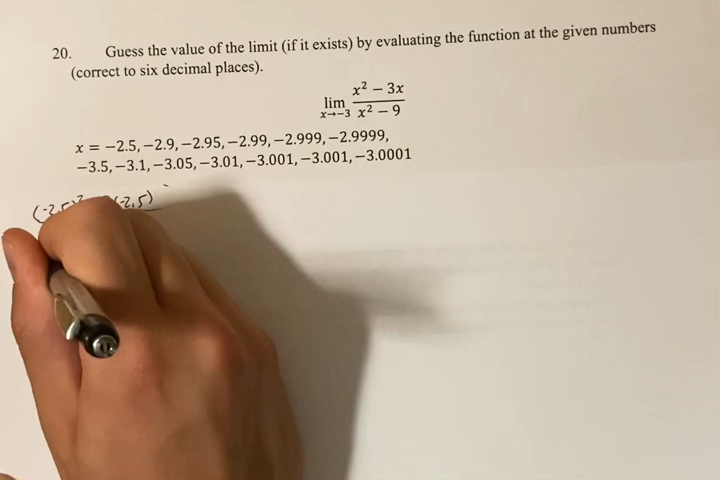 20. Guess the value of the limit (if it exists) by evaluating the function at the given numbers
(correct to six decimal places).
lim x→-3 (x² − 3x)/(x² − 9)
x = −2.5, −2.9, −2.95, −2.99, −2.999, −2.9999,
−3.5, −3.1, −3.05, −3.01, −3.001, −3.001, −3.0001
(-2.5)² (-2.5)